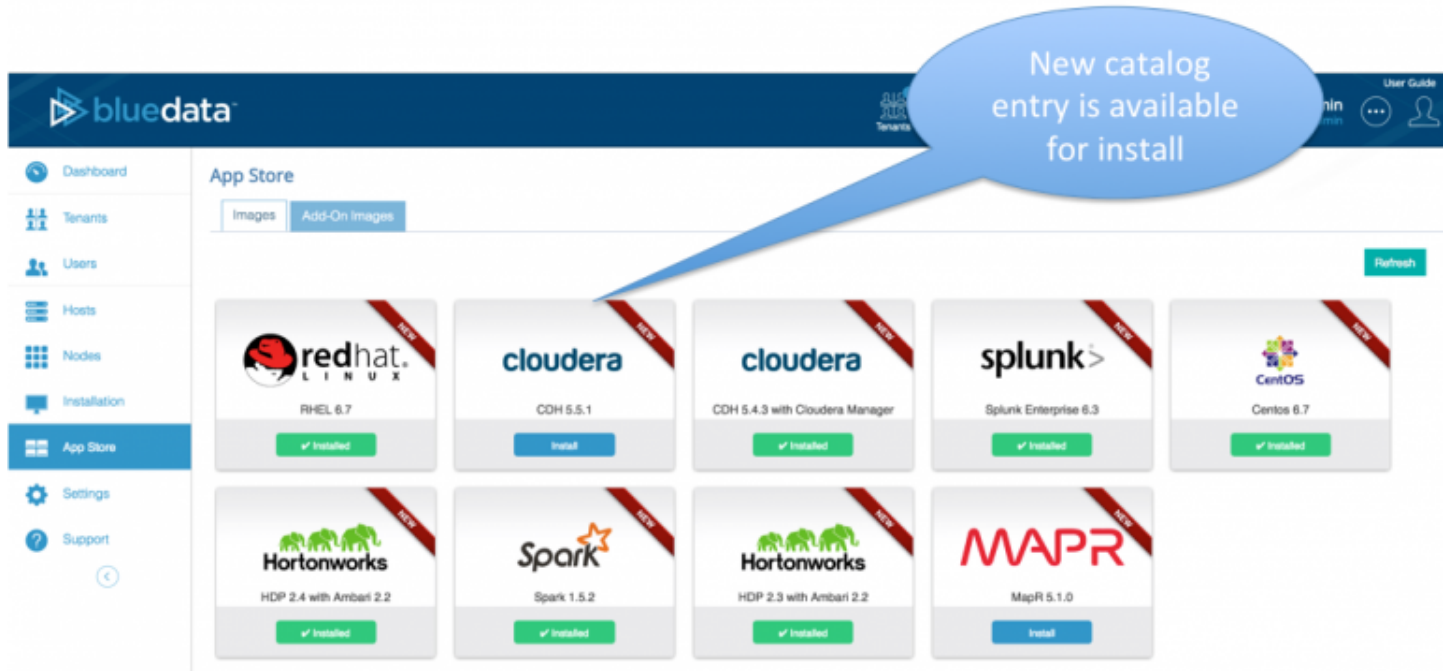 New catalog
entry is available
for install
User Guide
bluedata
Tenants
min
min
Dashboard
Tenants
Users
Hosts
Nodes
Installation
App Store
Settings
Support
App Store
Images
Add-On Images
Refresh
NEW
redhat.
LINUX
RHEL 6.7
✔ Installed
NEW
cloudera
CDH 5.5.1
Install
NEW
cloudera
CDH 5.4.3 with Cloudera Manager
✔ Installed
NEW
splunk>
Splunk Enterprise 6.3
✔ Installed
NEW
CentOS
Centos 6.7
✔ Installed
NEW
Hortonworks
HDP 2.4 with Ambari 2.2
✔ Installed
NEW
Spark
Spark 1.5.2
✔ Installed
NEW
Hortonworks
HDP 2.3 with Ambari 2.2
✔ Installed
NEW
MAPR
MapR 5.1.0
Install